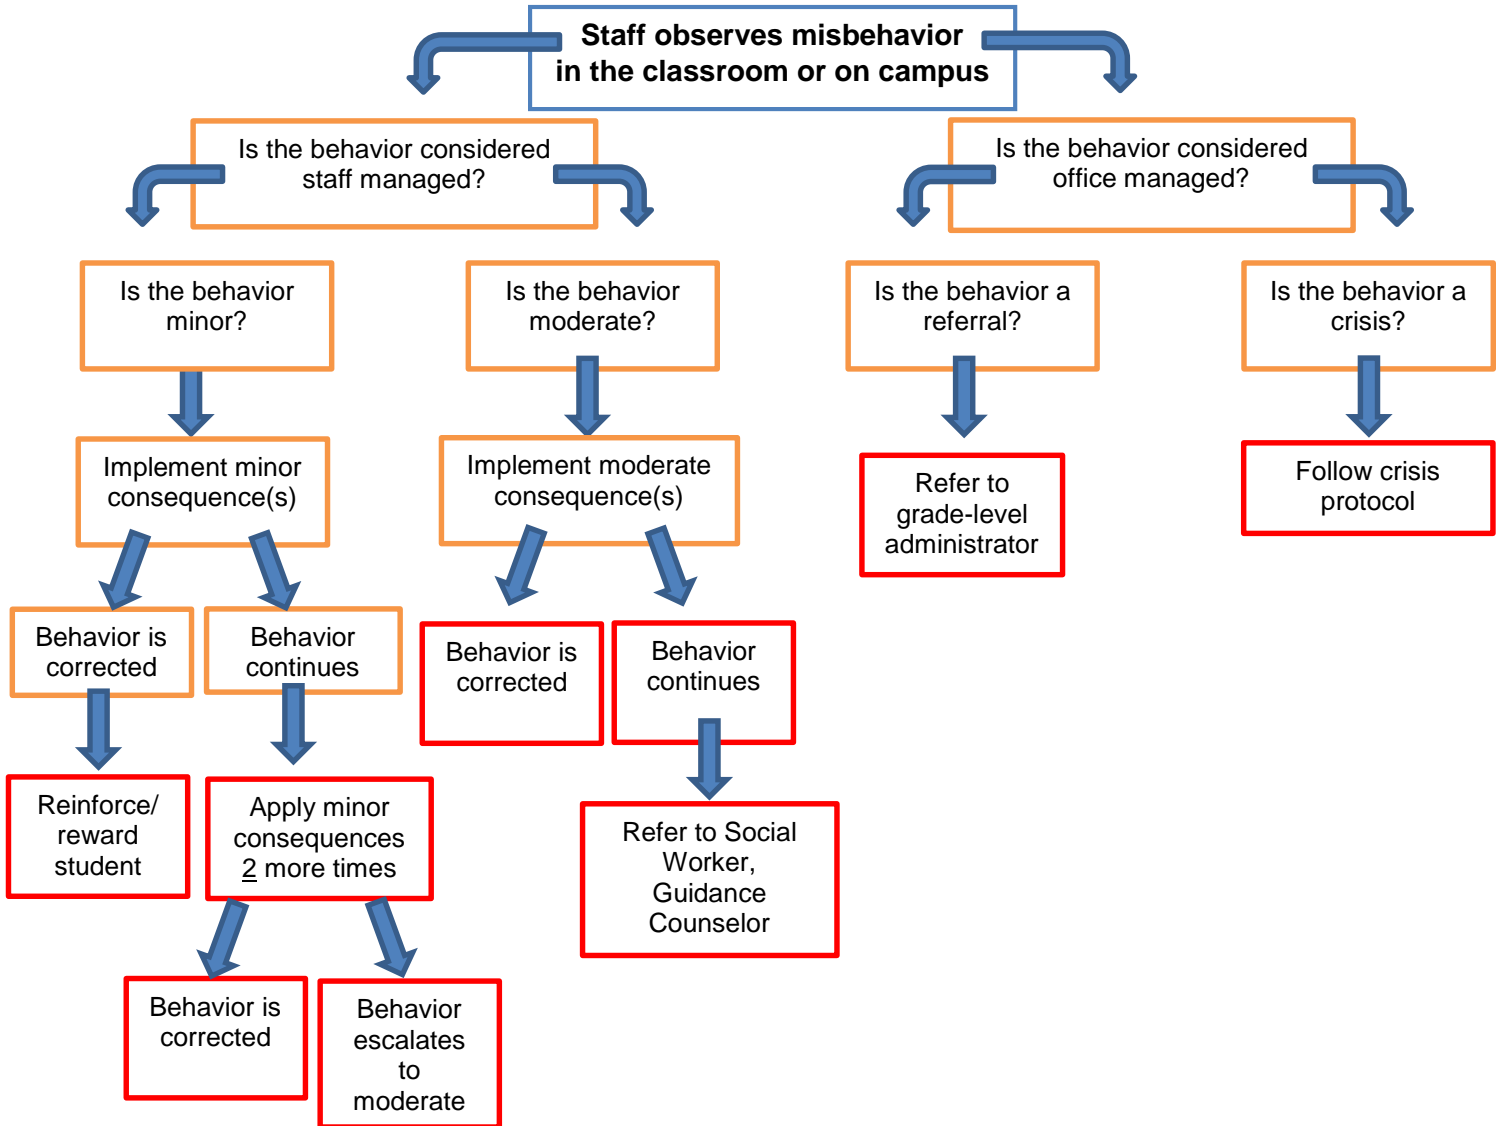 Staff observes misbehavior
in the classroom or on campus
Is the behavior considered
staff managed?
Is the behavior considered
office managed?
Is the behavior
minor?
Is the behavior
moderate?
Is the behavior a
referral?
Is the behavior a
crisis?
Implement minor
consequence(s)
Implement moderate
consequence(s)
Refer to
grade-level
administrator
Follow crisis
protocol
Behavior is
corrected
Behavior
continues
Behavior is
corrected
Behavior
continues
Reinforce/
reward
student
Apply minor
consequences
2 more times
Refer to Social
Worker,
Guidance
Counselor
Behavior is
corrected
Behavior
escalates
to
moderate